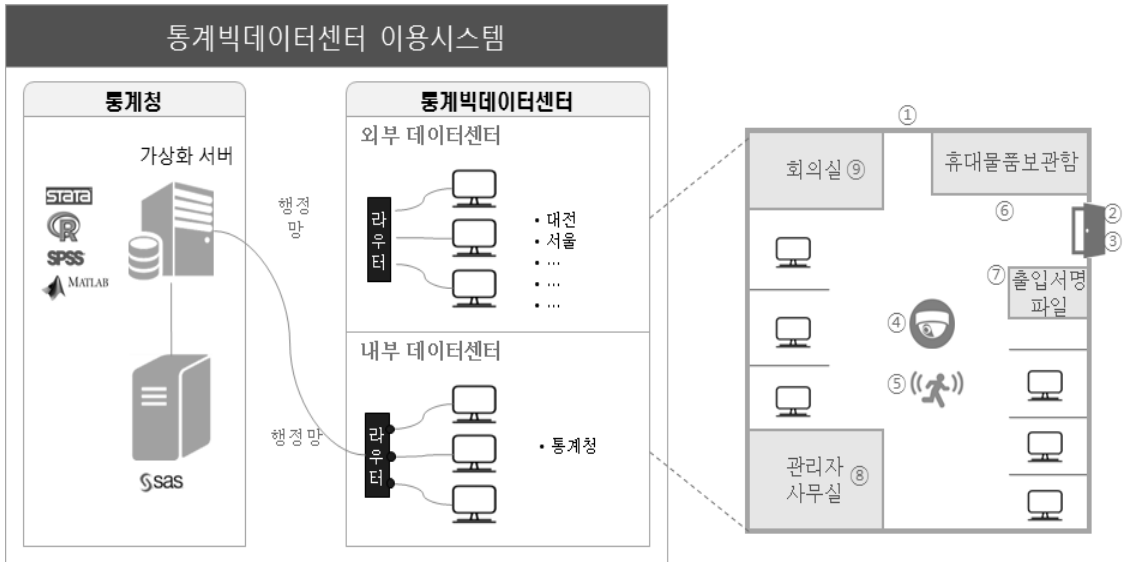 통계빅데이터센터 이용시스템
통계청
가상화 서버
STATA
R
SPSS
MATLAB
sas
행정
망
행정망
통계빅데이터센터
외부 데이터센터
라
우
터
• 대전
• 서울
• ...
• ...
• ...
내부 데이터센터
라
우
터
• 통계청
①
회의실 ⑨
휴대물품보관함
⑥
②
③
⑦ 출입서명
파일
④
⑤
관리자
사무실 ⑧